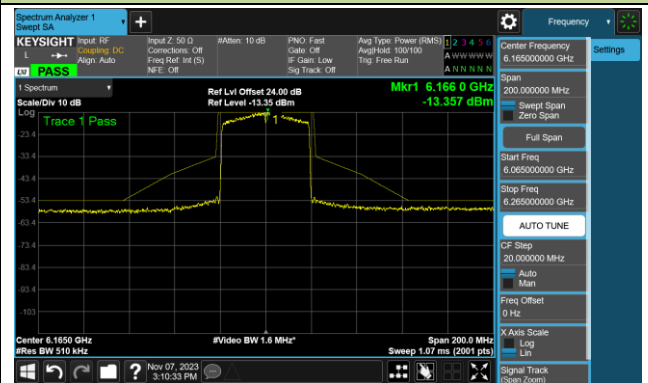 Spectrum Analyzer 1
Swept SA
Frequency
KEYSIGHT
Input: RF
Coupling: DC
Align: Auto
Input Z: 50 Ω
Corrections: Off
Freq Ref: Int (S)
NFE: Off
#Atten: 10 dB
PNO: Fast
Gate: Off
IF Gain: Low
Sig Track: Off
Avg Type: Power (RMS)
Avg|Hold: 100/100
Trig: Free Run
1 2 3 4 5 6
A W W W W W
A N N N N N
L
LXI PASS
1 Spectrum
Scale/Div 10 dB
Ref Lvl Offset 24.00 dB
Ref Level -13.35 dBm
Mkr1 6.166 0 GHz
-13.357 dBm
Log
Trace 1 Pass
1
-23.4
-33.4
-43.4
-53.4
-63.4
-73.4
-83.4
-93.4
-103
Center 6.1650 GHz
#Res BW 510 kHz
#Video BW 1.6 MHz*
Span 200.0 MHz
Sweep 1.07 ms (2001 pts)
Nov 07, 2023
3:10:33 PM
Center Frequency
6.165000000 GHz
Span
200.000000 MHz
Swept Span
Zero Span
Full Span
Start Freq
6.065000000 GHz
Stop Freq
6.265000000 GHz
AUTO TUNE
CF Step
20.000000 MHz
Auto
Man
Freq Offset
0 Hz
X Axis Scale
Log
Lin
Signal Track
(Span Zoom)
Settings